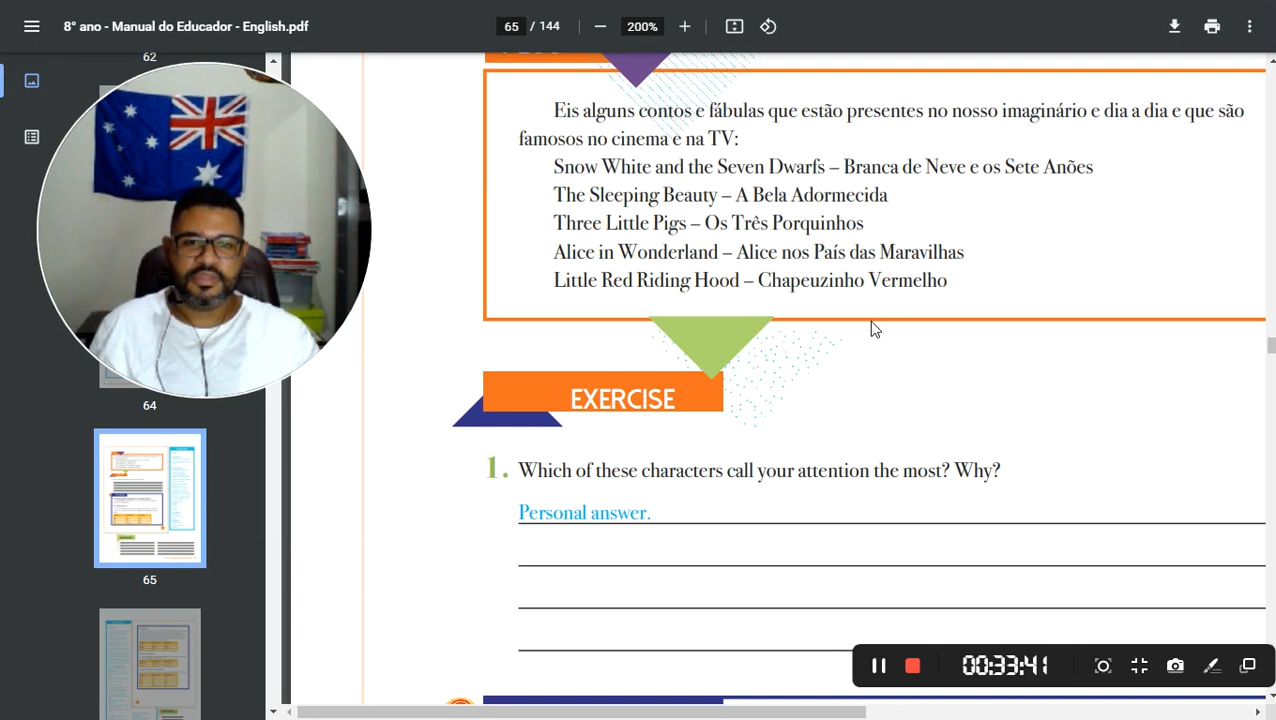 8° ano - Manual do Educador - English.pdf
65 / 144
200%
62
64
65
Eis alguns contos e fábulas que estão presentes no nosso imaginário e dia a dia e que são
famosos no cinema e na TV:
Snow White and the Seven Dwarfs – Branca de Neve e os Sete Anões
The Sleeping Beauty – A Bela Adormecida
Three Little Pigs – Os Três Porquinhos
Alice in Wonderland – Alice nos País das Maravilhas
Little Red Riding Hood – Chapeuzinho Vermelho
EXERCISE
1. Which of these characters call your attention the most? Why?
Personal answer.
00:33:41